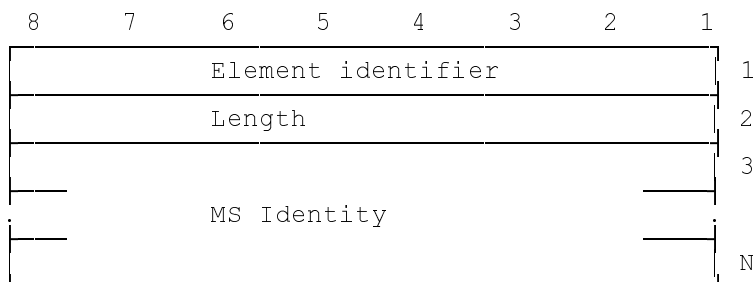 8 7 6 5 4 3 2 1
Element identifier 1
Length 2
3
MS Identity
N